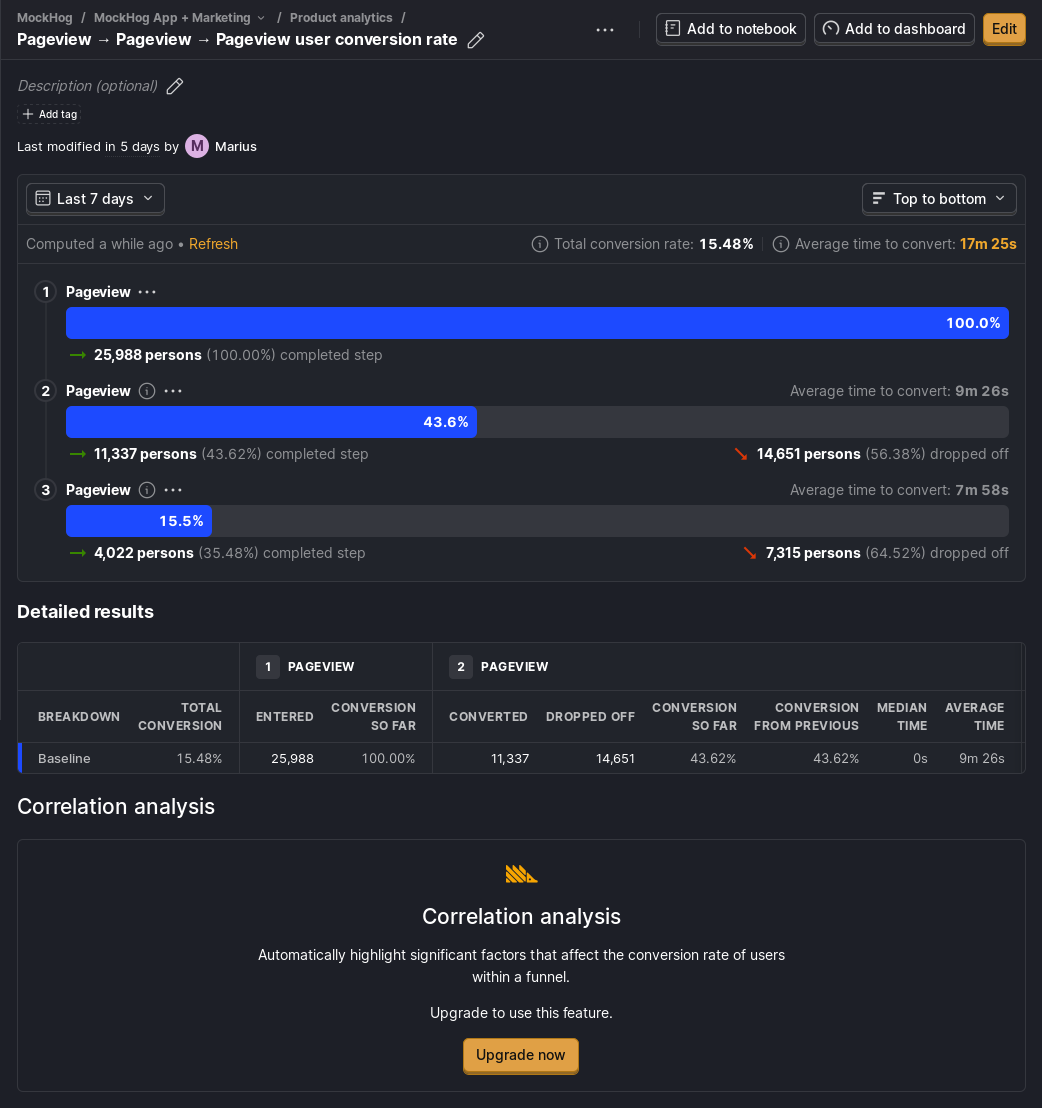 MockHog / MockHog App + Marketing / Product analytics /
Pageview → Pageview → Pageview user conversion rate
Add to notebook
Add to dashboard
Edit
Description (optional)
Add tag
Last modified in 5 days by M Marius
Last 7 days
Top to bottom
Computed a while ago • Refresh
Total conversion rate: 15.48%
Average time to convert: 17m 25s
1 Pageview
100.0%
→ 25,988 persons (100.00%) completed step
2 Pageview
Average time to convert: 9m 26s
43.6%
→ 11,337 persons (43.62%) completed step
14,651 persons (56.38%) dropped off
3 Pageview
Average time to convert: 7m 58s
15.5%
→ 4,022 persons (35.48%) completed step
7,315 persons (64.52%) dropped off
Detailed results
1 PAGEVIEW
2 PAGEVIEW
BREAKDOWN
TOTAL
CONVERSION
ENTERED
CONVERSION
SO FAR
CONVERTED
DROPPED OFF
CONVERSION
SO FAR
CONVERSION
FROM PREVIOUS
MEDIAN
TIME
AVERAGE
TIME
Baseline 15.48% 25,988 100.00% 11,337 14,651 43.62% 43.62% 0s 9m 26s
Correlation analysis
Correlation analysis
Automatically highlight significant factors that affect the conversion rate of users
within a funnel.
Upgrade to use this feature.
Upgrade now